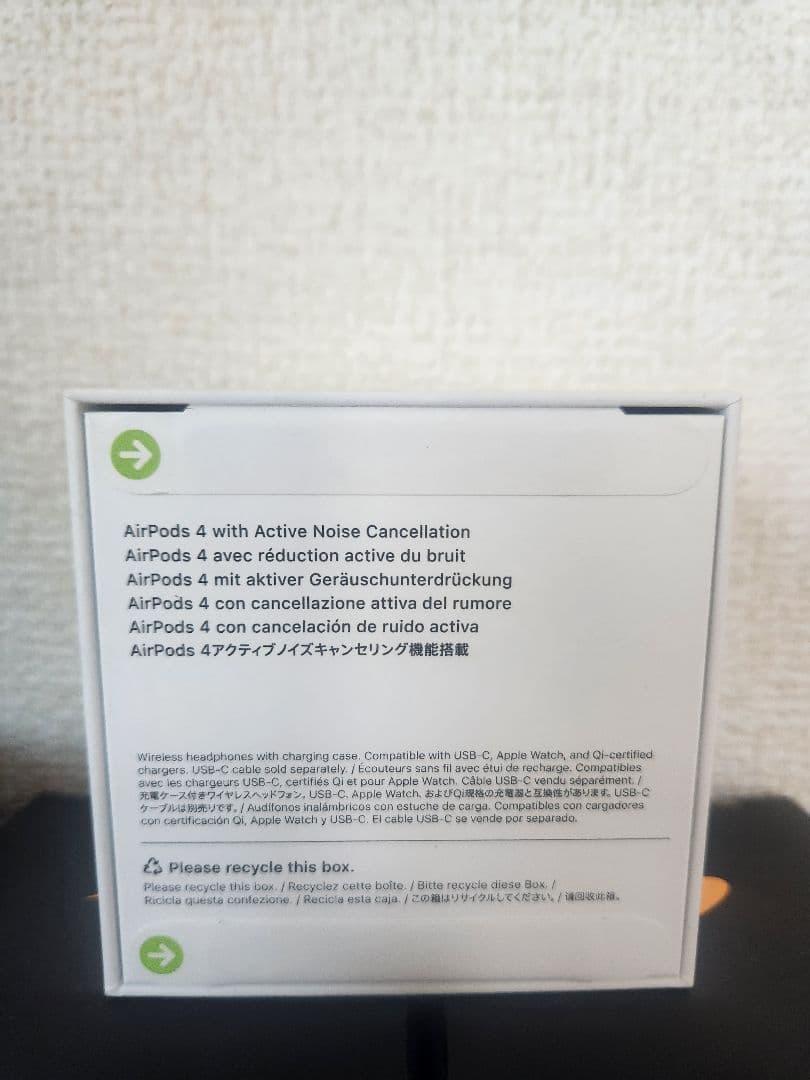 AirPods 4 with Active Noise Cancellation
AirPods 4 avec réduction active du bruit
AirPods 4 mit aktiver Geräuschunterdrückung
AirPods 4 con cancellazione attiva del rumore
AirPods 4 con cancelación de ruido activa
AirPods 4アクティブノイズキャンセリング機能搭載
Wireless headphones with charging case. Compatible with USB-C, Apple Watch, and Qi-certified
chargers. USB-C cable sold separately. / Écouteurs sans fil avec étui de recharge. Compatibles
avec les chargeurs USB-C, certifiés Qi et pour Apple Watch. Câble USB-C vendu séparément. /
充電ケース付きワイヤレスヘッドフォン。USB-C、Apple Watch、およびQi規格の充電器と互換性があります。USB-C
ケーブルは別売りです。/ Audífonos inalámbricos con estuche de carga. Compatibles con cargadores
con certificación Qi, Apple Watch y USB-C. El cable USB-C se vende por separado.
Please recycle this box.
Please recycle this box. / Recyclez cette boîte. / Bitte recycle diese Box. /
Ricicla questa confezione. / Recicla esta caja. / この箱はリサイクルしてください。/ 请回收此箱。